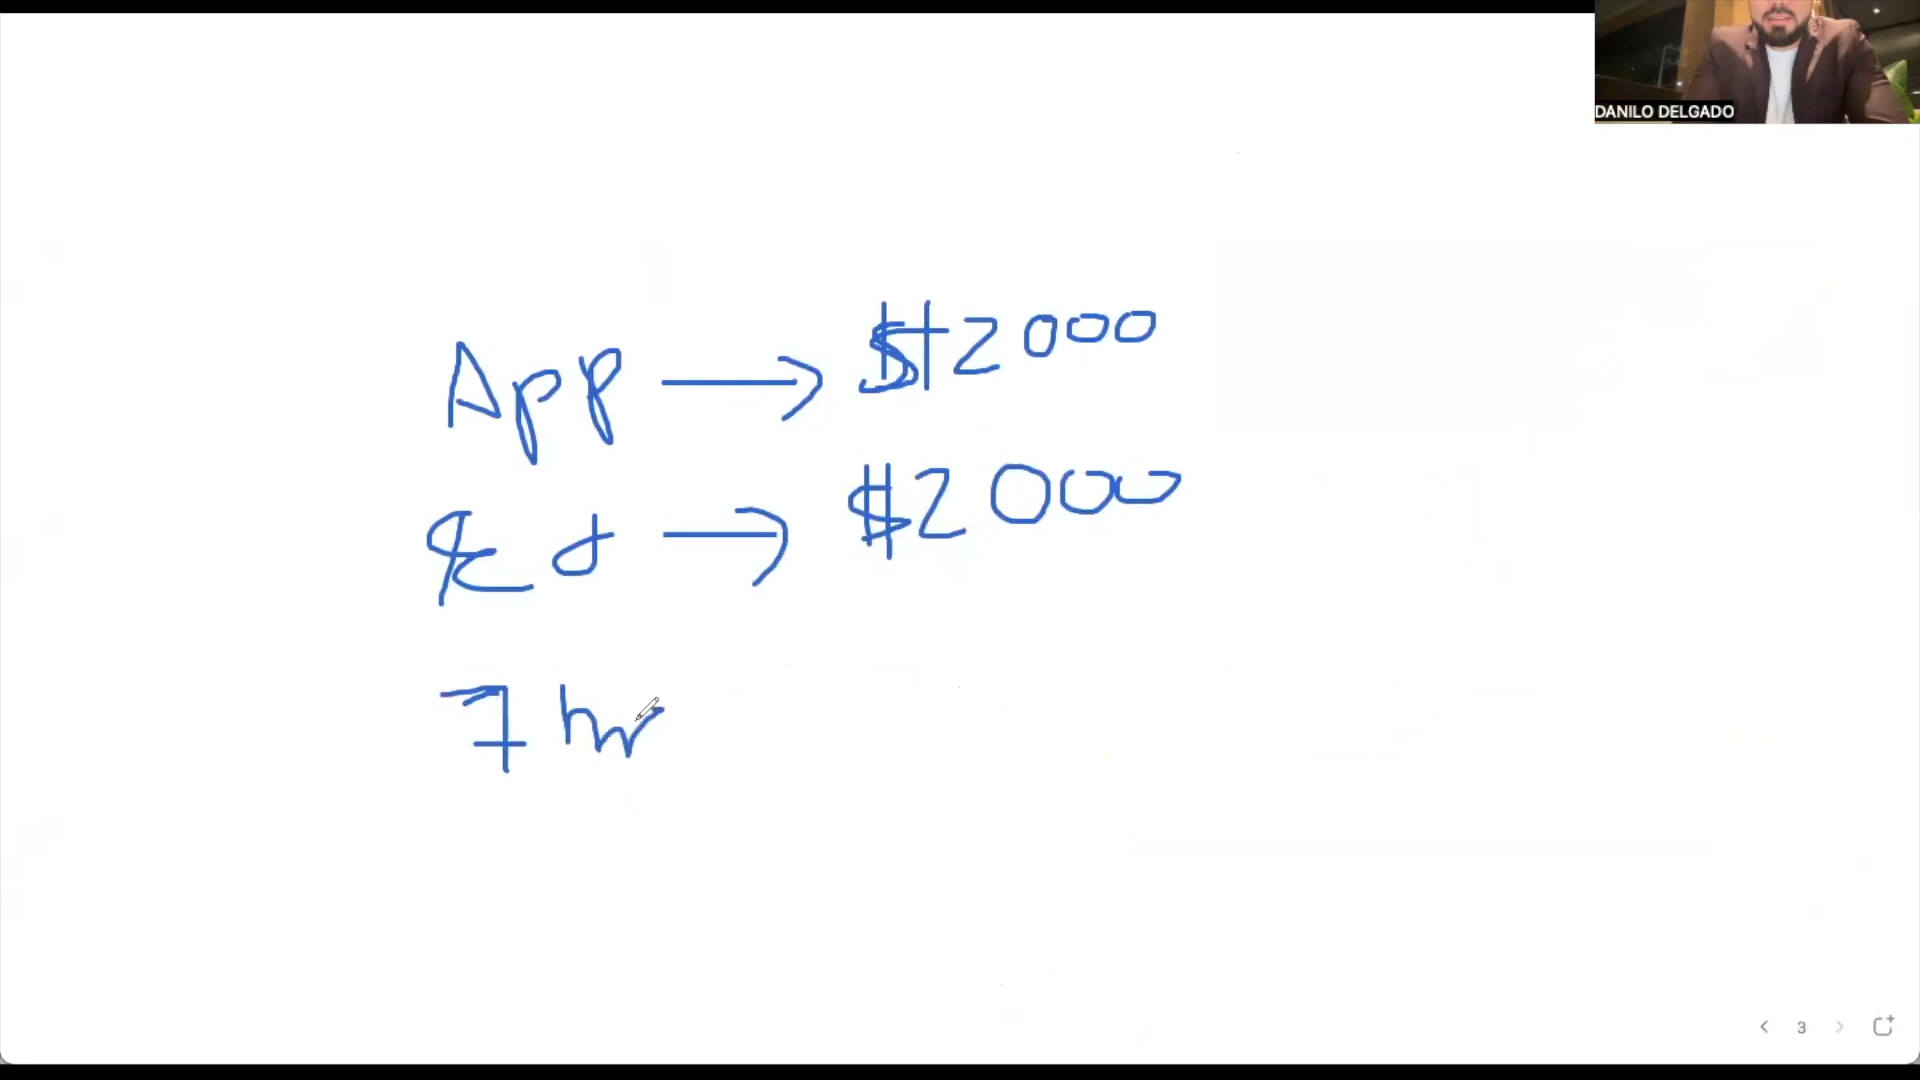 DANILO DELGADO
App → $2000
→ $2000
7 hr
3